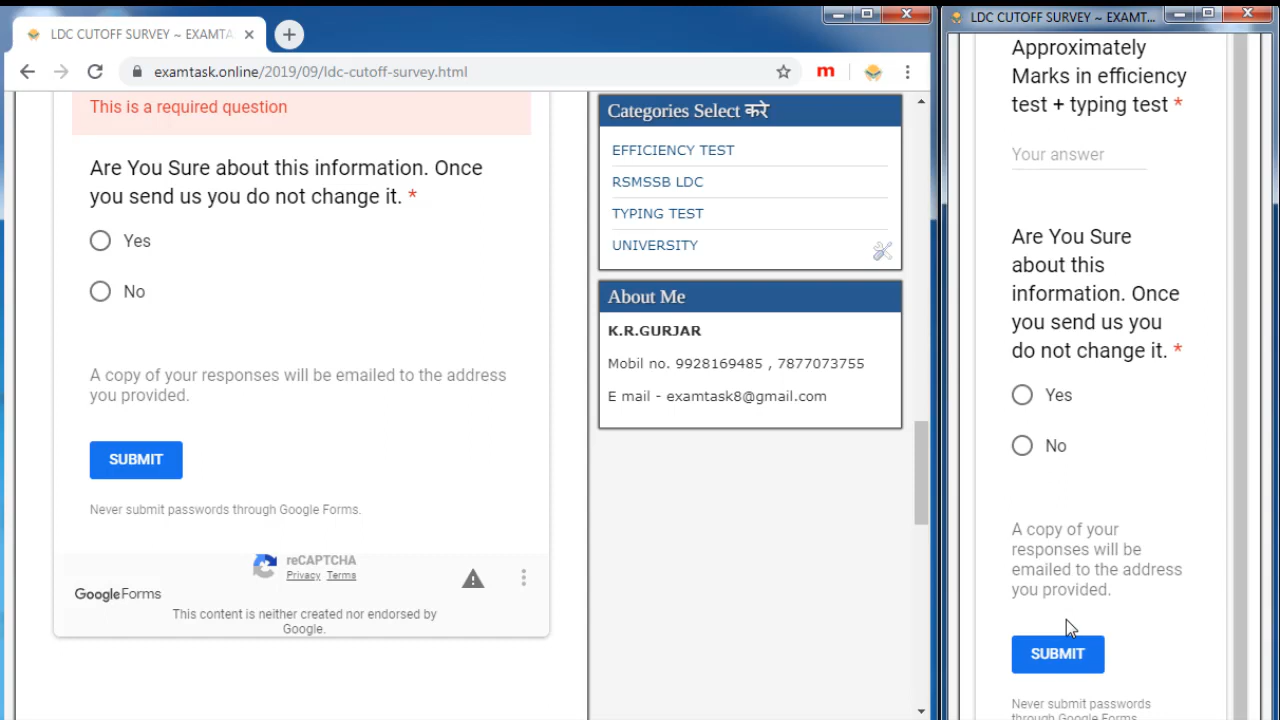 LDC CUTOFF SURVEY ~ EXAMTA
examtask.online/2019/09/ldc-cutoff-survey.html
m
This is a required question
Are You Sure about this information. Once
you send us you do not change it. *
Yes
No
A copy of your responses will be emailed to the address
you provided.
SUBMIT
Never submit passwords through Google Forms.
reCAPTCHA
Privacy Terms
Google Forms
This content is neither created nor endorsed by
Google.
Categories Select करे
EFFICIENCY TEST
RSMSSB LDC
TYPING TEST
UNIVERSITY
About Me
K.R.GURJAR
Mobil no. 9928169485 , 7877073755
E mail - examtask8@gmail.com
LDC CUTOFF SURVEY ~ EXAMT...
Approximately
Marks in efficiency
test + typing test *
Your answer
Are You Sure
about this
information. Once
you send us you
do not change it. *
Yes
No
A copy of your
responses will be
emailed to the address
you provided.
SUBMIT
Never submit passwords
through Google Forms.